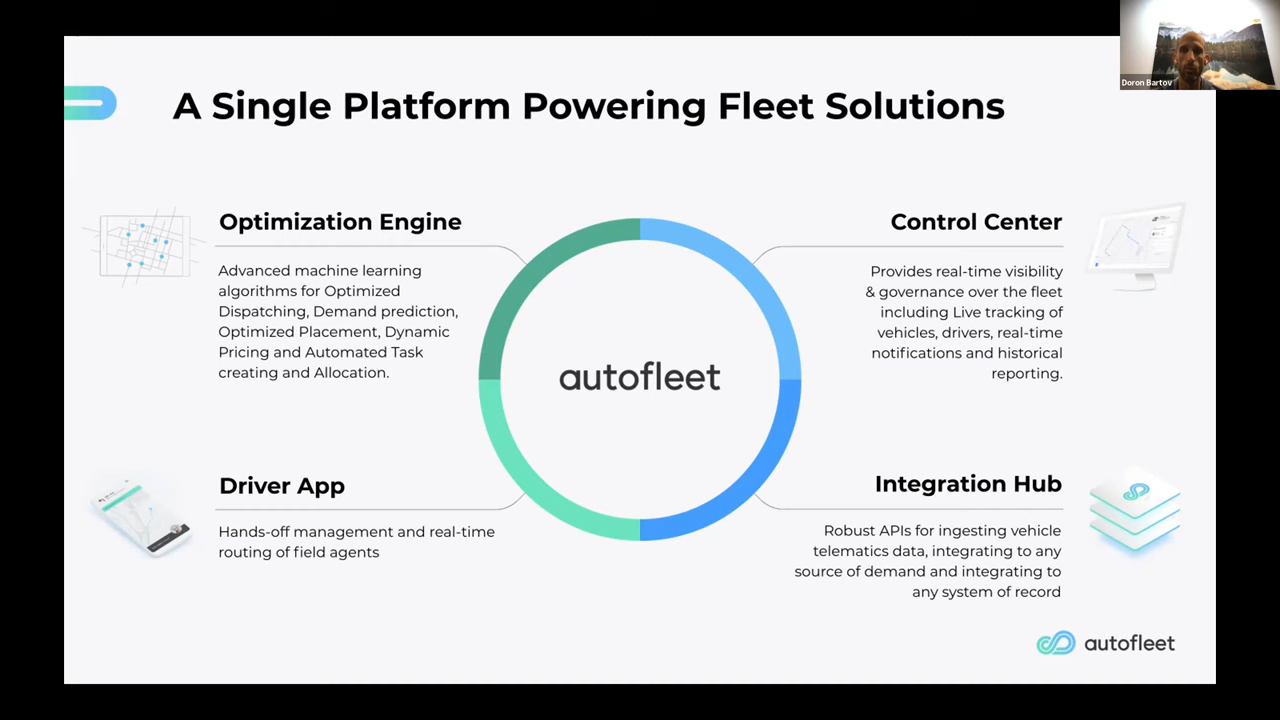 Doron Bartov
A Single Platform Powering Fleet Solutions
Optimization Engine
Advanced machine learning
algorithms for Optimized
Dispatching, Demand prediction,
Optimized Placement, Dynamic
Pricing and Automated Task
creating and Allocation.
Control Center
Provides real-time visibility
& governance over the fleet
including Live tracking of
vehicles, drivers, real-time
notifications and historical
reporting.
autofleet
Driver App
Hands-off management and real-time
routing of field agents
Integration Hub
Robust APIs for ingesting vehicle
telematics data, integrating to any
source of demand and integrating to
any system of record
autofleet